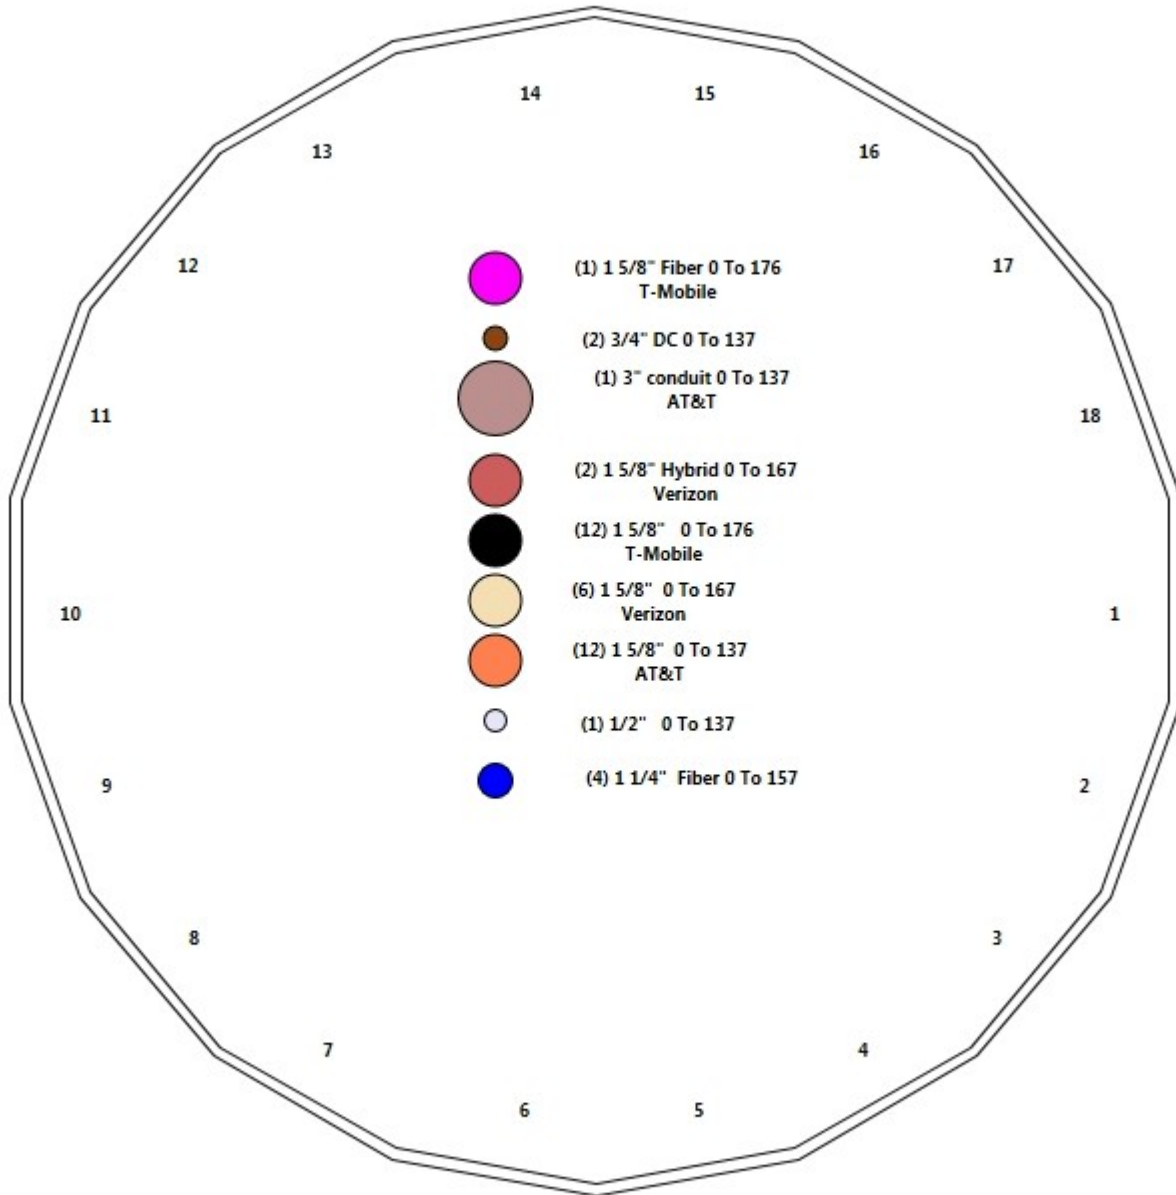 14
15
13
16
12
17
(1) 1 5/8" Fiber 0 To 176
T-Mobile
(2) 3/4" DC 0 To 137
(1) 3" conduit 0 To 137
AT&T
11
18
(2) 1 5/8" Hybrid 0 To 167
Verizon
(12) 1 5/8" 0 To 176
T-Mobile
(6) 1 5/8" 0 To 167
Verizon
10
1
(12) 1 5/8" 0 To 137
AT&T
(1) 1/2" 0 To 137
(4) 1 1/4" Fiber 0 To 157
9
2
8
3
7
4
6
5